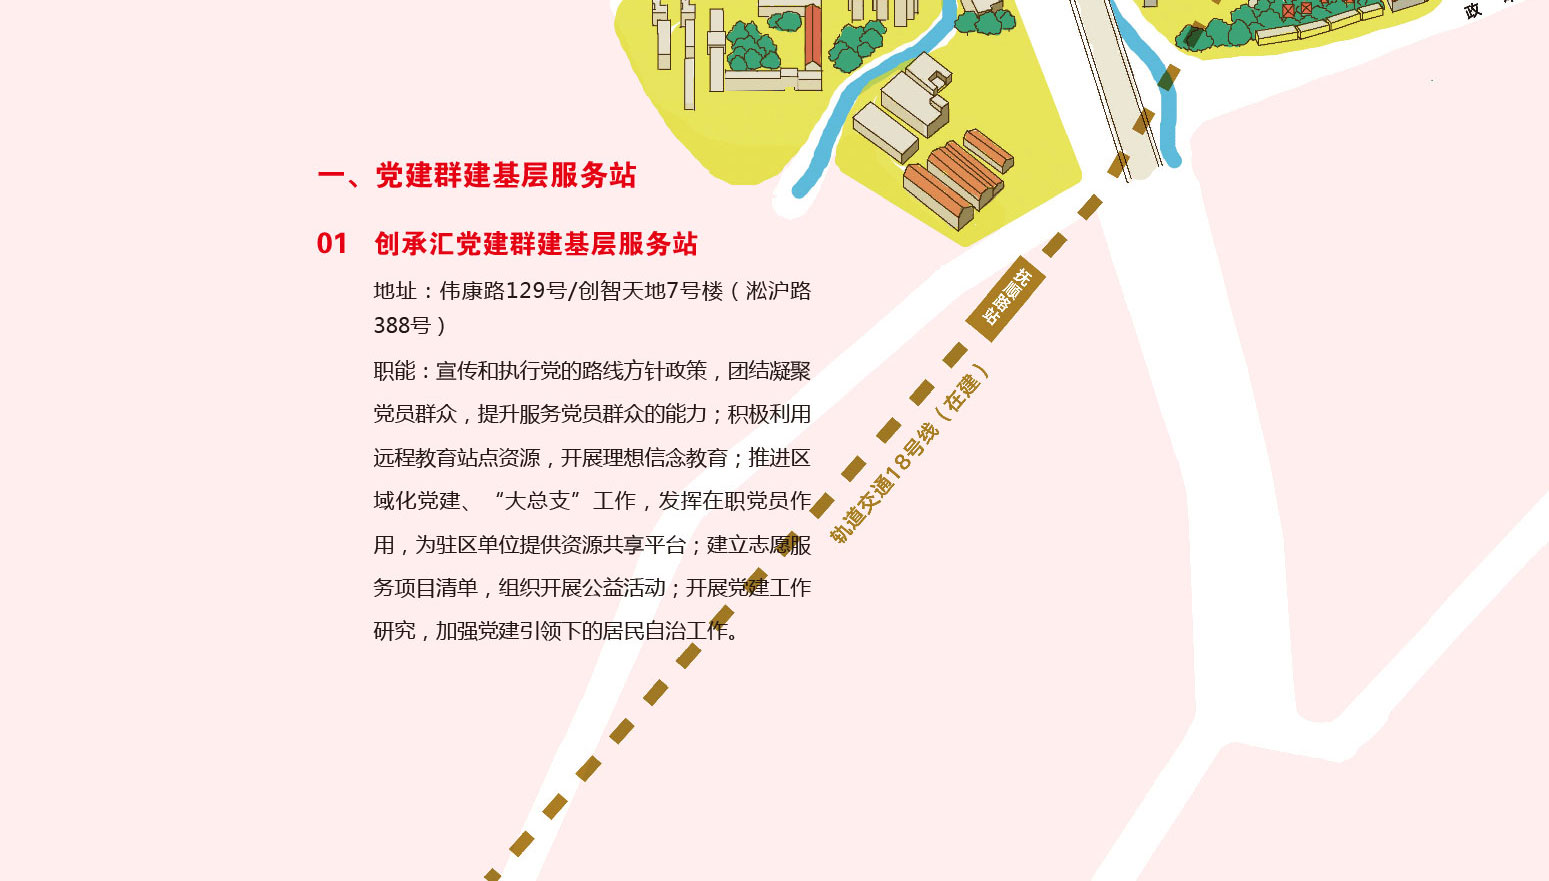 政
一、党建群建基层服务站
01 创承汇党建群建基层服务站
地址：伟康路129号/创智天地7号楼（淞沪路
388号）
职能：宣传和执行党的路线方针政策，团结凝聚
党员群众，提升服务党员群众的能力；积极利用
远程教育站点资源，开展理想信念教育；推进区
域化党建、“大总支”工作，发挥在职党员作
用，为驻区单位提供资源共享平台；建立志愿服
务项目清单，组织开展公益活动；开展党建工作
研究，加强党建引领下的居民自治工作。
抚顺路站
轨道交通18号线（在建）